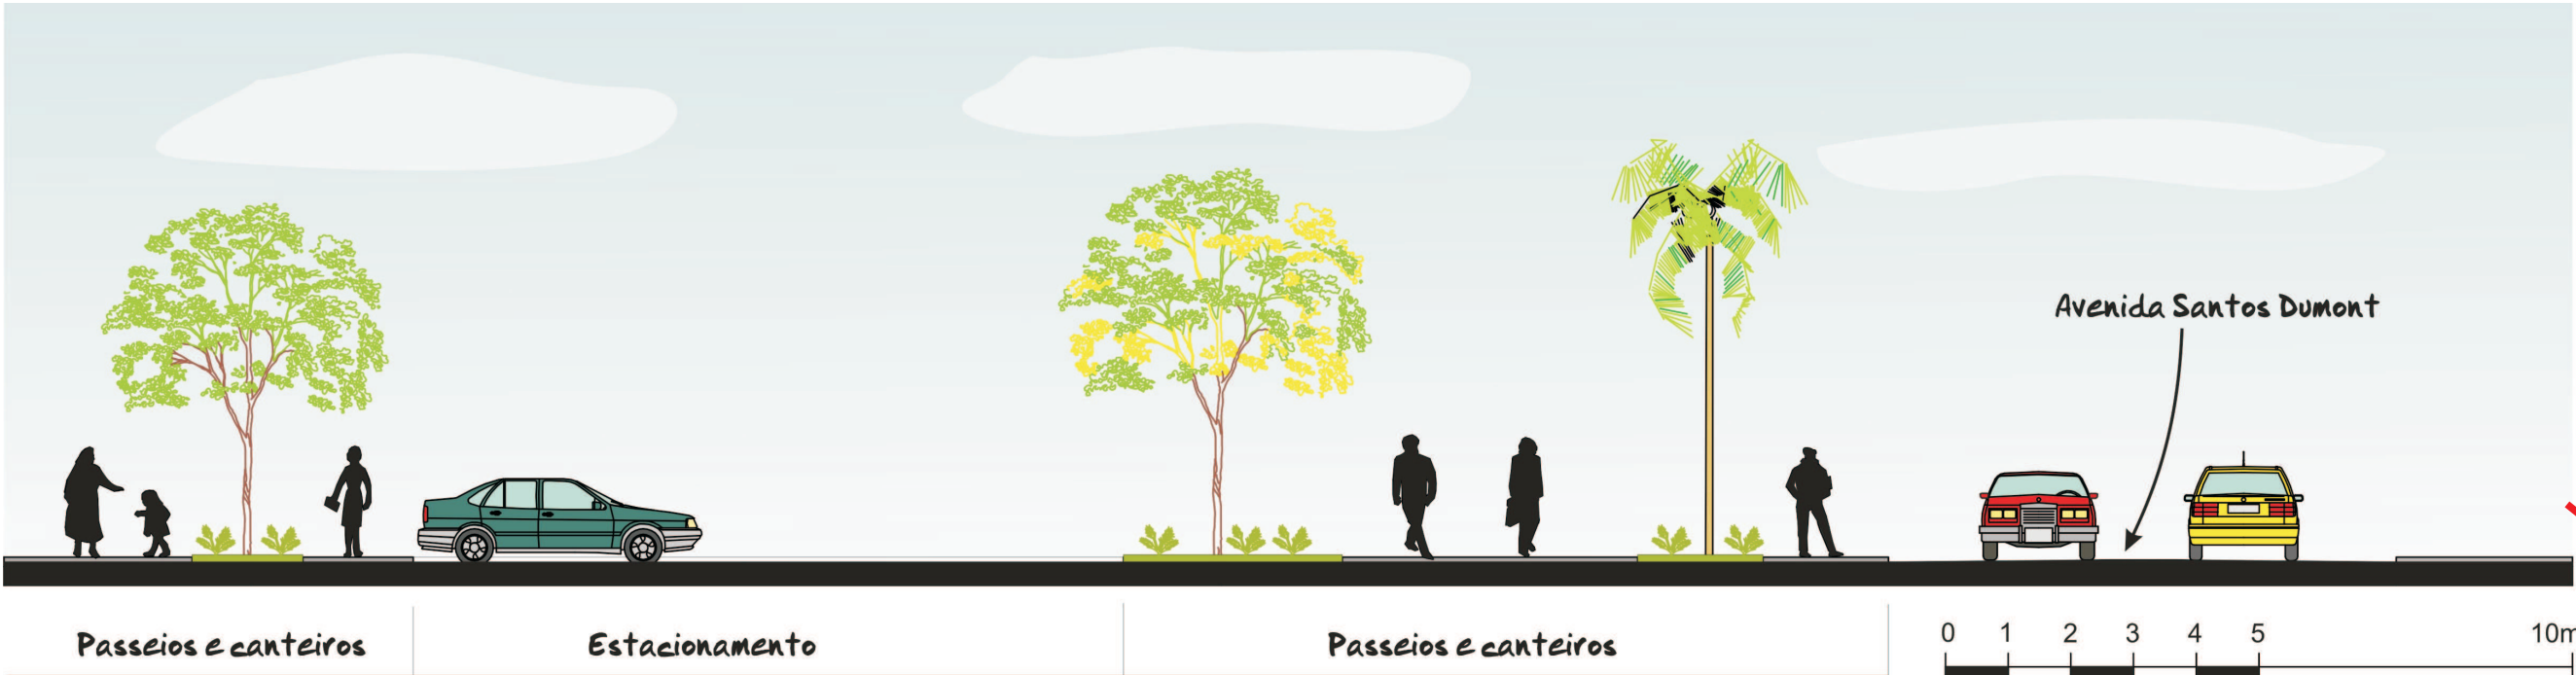 Avenida Santos Dumont
Passeios e canteiros
Estacionamento
Passeios e canteiros
0 1 2 3 4 5 10m